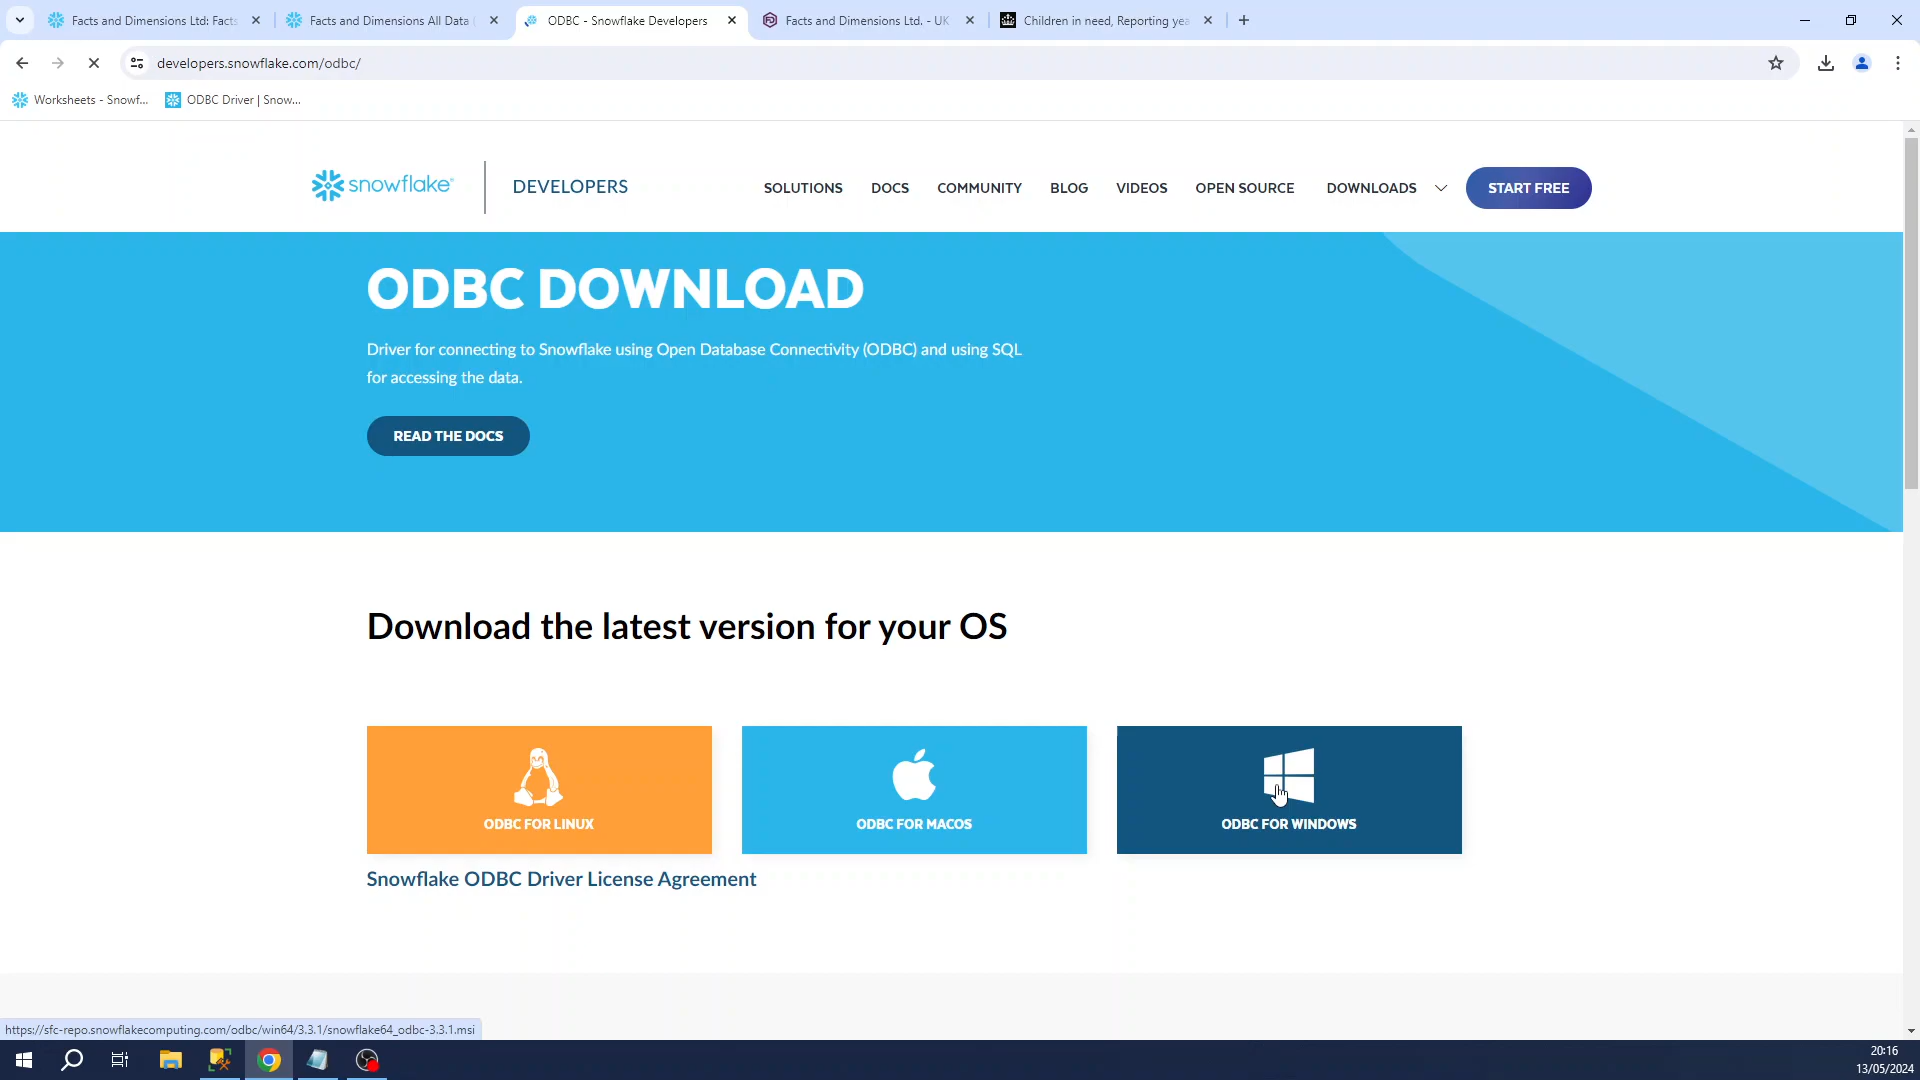 Facts and Dimensions Ltd: Facts
Facts and Dimensions All Data
ODBC - Snowflake Developers
Facts and Dimensions Ltd. - UK
Children in need, Reporting yea
developers.snowflake.com/odbc/
Worksheets - Snowf...
ODBC Driver | Snow...
snowflake
DEVELOPERS
SOLUTIONS
DOCS
COMMUNITY
BLOG
VIDEOS
OPEN SOURCE
DOWNLOADS
START FREE
ODBC DOWNLOAD
Driver for connecting to Snowflake using Open Database Connectivity (ODBC) and using SQL
for accessing the data.
READ THE DOCS
Download the latest version for your OS
ODBC FOR LINUX
ODBC FOR MACOS
ODBC FOR WINDOWS
Snowflake ODBC Driver License Agreement
https://sfc-repo.snowflakecomputing.com/odbc/win64/3.3.1/snowflake64_odbc-3.3.1.msi
20:16
13/05/2024